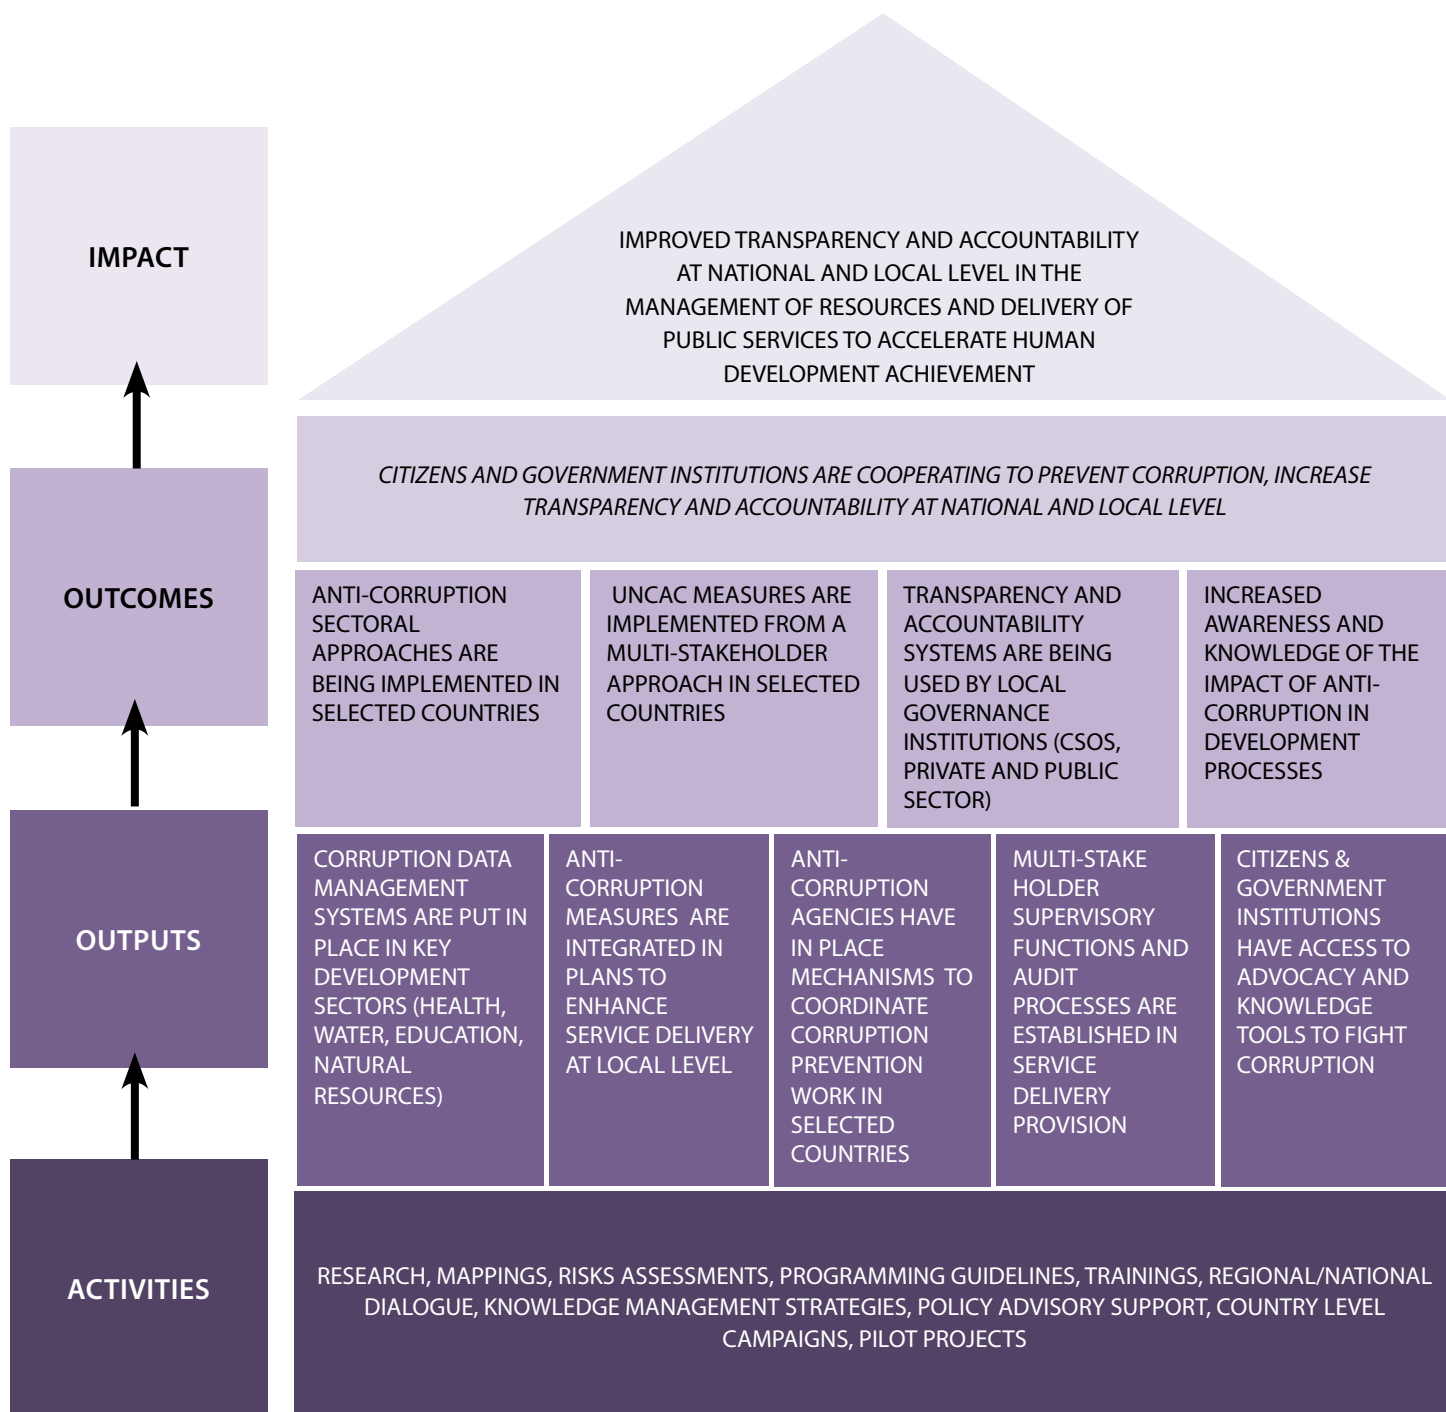 IMPACT
IMPROVED TRANSPARENCY AND ACCOUNTABILITY
AT NATIONAL AND LOCAL LEVEL IN THE
MANAGEMENT OF RESOURCES AND DELIVERY OF
PUBLIC SERVICES TO ACCELERATE HUMAN
DEVELOPMENT ACHIEVEMENT
CITIZENS AND GOVERNMENT INSTITUTIONS ARE COOPERATING TO PREVENT CORRUPTION, INCREASE
TRANSPARENCY AND ACCOUNTABILITY AT NATIONAL AND LOCAL LEVEL
OUTCOMES
ANTI-CORRUPTION
SECTORAL
APPROACHES ARE
BEING IMPLEMENTED IN
SELECTED COUNTRIES
UNCAC MEASURES ARE
IMPLEMENTED FROM A
MULTI-STAKEHOLDER
APPROACH IN SELECTED
COUNTRIES
TRANSPARENCY AND
ACCOUNTABILITY
SYSTEMS ARE BEING
USED BY LOCAL
GOVERNANCE
INSTITUTIONS (CSOS,
PRIVATE AND PUBLIC
SECTOR)
INCREASED
AWARENESS AND
KNOWLEDGE OF THE
IMPACT OF ANTI-
CORRUPTION IN
DEVELOPMENT
PROCESSES
OUTPUTS
CORRUPTION DATA
MANAGEMENT
SYSTEMS ARE PUT IN
PLACE IN KEY
DEVELOPMENT
SECTORS (HEALTH,
WATER, EDUCATION,
NATURAL
RESOURCES)
ANTI-
CORRUPTION
MEASURES ARE
INTEGRATED IN
PLANS TO
ENHANCE
SERVICE DELIVERY
AT LOCAL LEVEL
ANTI-
CORRUPTION
AGENCIES HAVE
IN PLACE
MECHANISMS TO
COORDINATE
CORRUPTION
PREVENTION
WORK IN
SELECTED
COUNTRIES
MULTI-STAKE
HOLDER
SUPERVISORY
FUNCTIONS AND
AUDIT
PROCESSES ARE
ESTABLISHED IN
SERVICE
DELIVERY
PROVISION
CITIZENS &
GOVERNMENT
INSTITUTIONS
HAVE ACCESS TO
ADVOCACY AND
KNOWLEDGE
TOOLS TO FIGHT
CORRUPTION
ACTIVITIES
RESEARCH, MAPPINGS, RISKS ASSESSMENTS, PROGRAMMING GUIDELINES, TRAININGS, REGIONAL/NATIONAL
DIALOGUE, KNOWLEDGE MANAGEMENT STRATEGIES, POLICY ADVISORY SUPPORT, COUNTRY LEVEL
CAMPAIGNS, PILOT PROJECTS